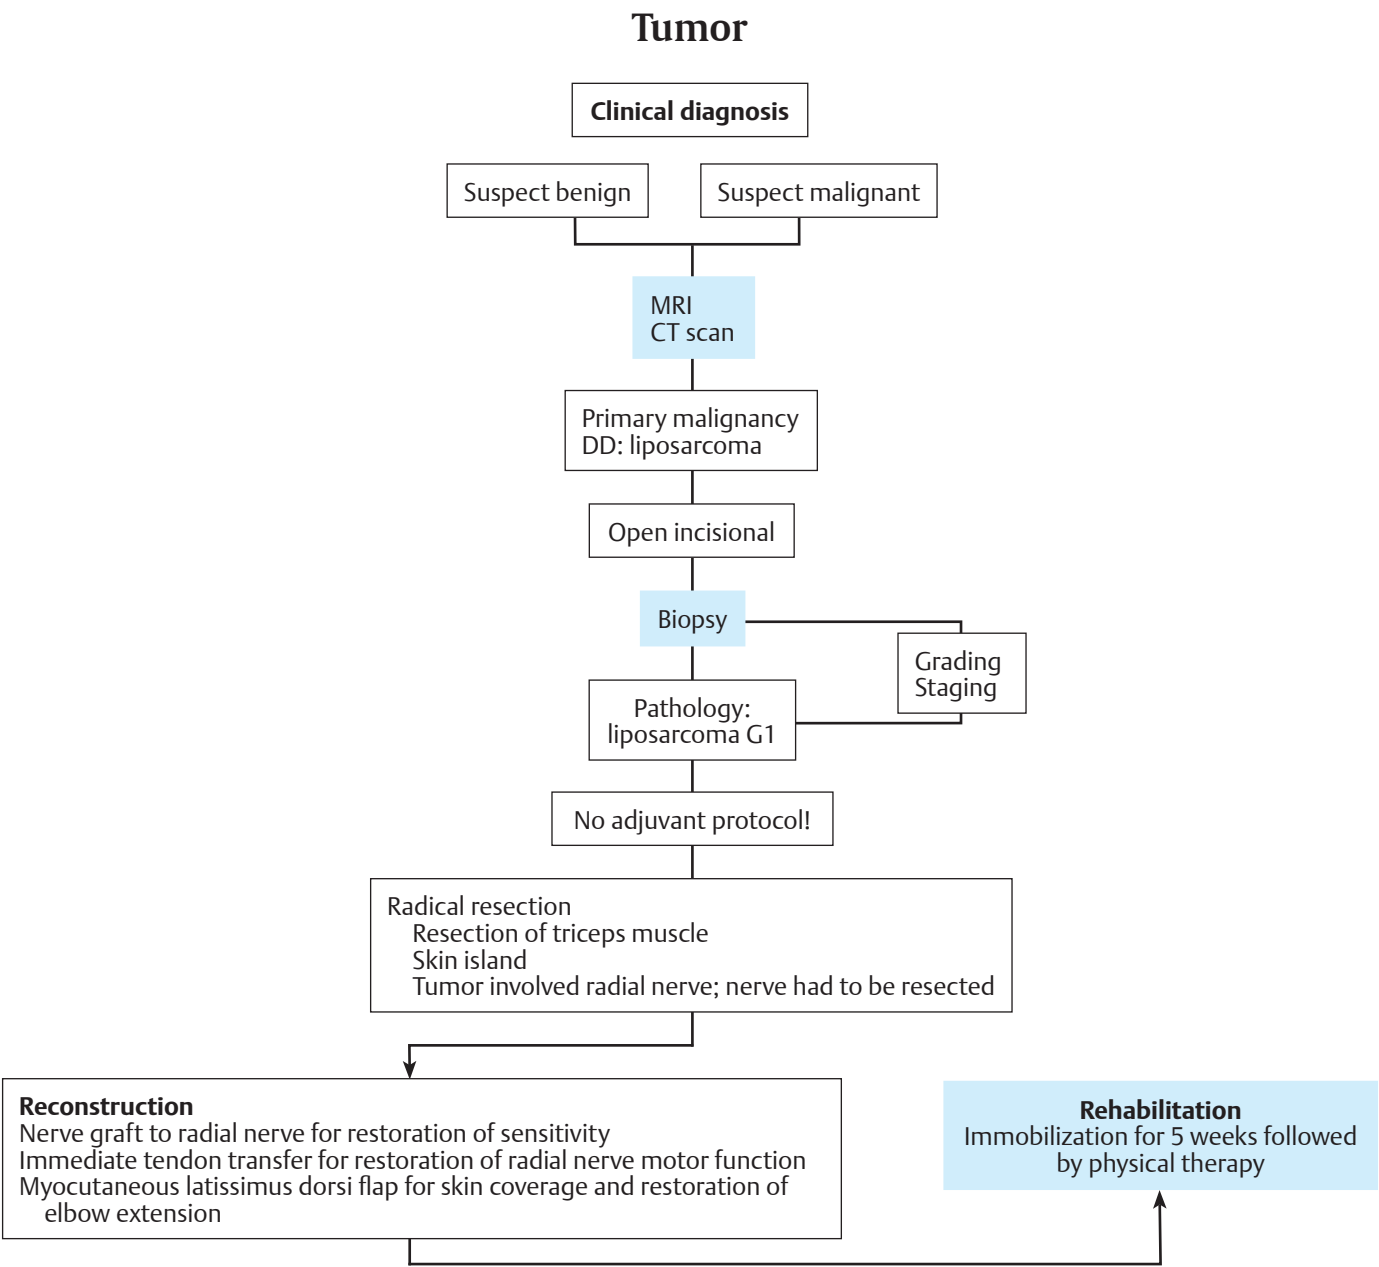 Tumor
Clinical diagnosis
Suspect benign
Suspect malignant
MRI
CT scan
Primary malignancy
DD: liposarcoma
Open incisional
Biopsy
Grading
Staging
Pathology:
liposarcoma G1
No adjuvant protocol!
Radical resection
Resection of triceps muscle
Skin island
Tumor involved radial nerve; nerve had to be resected
Reconstruction
Nerve graft to radial nerve for restoration of sensitivity
Immediate tendon transfer for restoration of radial nerve motor function
Myocutaneous latissimus dorsi flap for skin coverage and restoration of
elbow extension
Rehabilitation
Immobilization for 5 weeks followed
by physical therapy